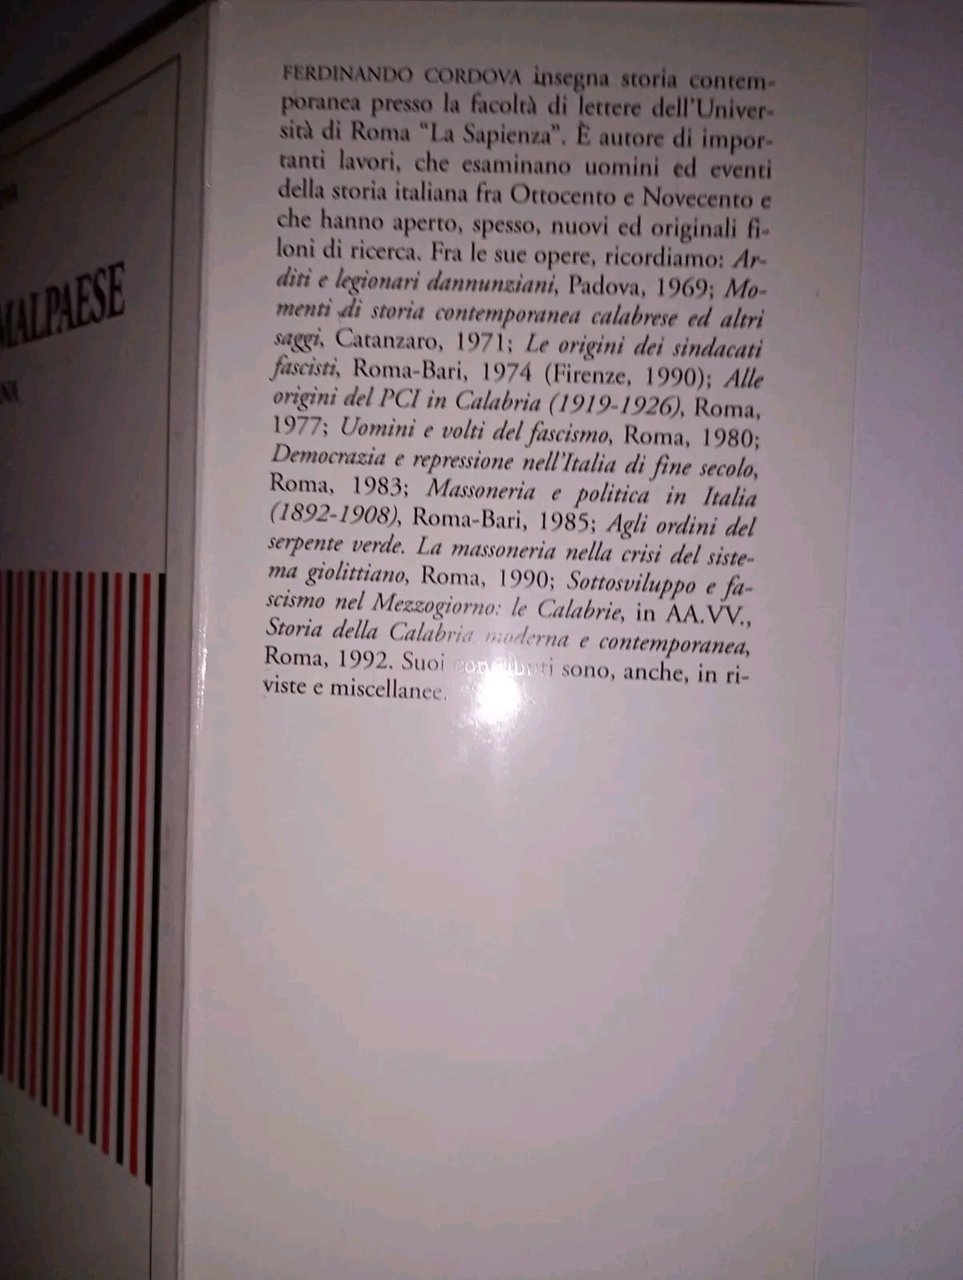 MALPAESE
FERDINANDO CORDOVA insegna storia contem-
poranea presso la facoltà di lettere dell'Univer-
sità di Roma "La Sapienza". È autore di impor-
tanti lavori, che esaminano uomini ed eventi
della storia italiana fra Ottocento e Novecento e
che hanno aperto, spesso, nuovi ed originali fi-
loni di ricerca. Fra le sue opere, ricordiamo: Ar-
diti e legionari dannunziani, Padova, 1969; Mo-
menti di storia contemporanea calabrese ed altri
saggi, Catanzaro, 1971; Le origini dei sindacati
fascisti, Roma-Bari, 1974 (Firenze, 1990); Alle
origini del PCI in Calabria (1919-1926), Roma,
1977; Uomini e volti del fascismo, Roma, 1980;
Democrazia e repressione nell'Italia di fine secolo,
Roma, 1983; Massoneria e politica in Italia
(1892-1908), Roma-Bari, 1985; Agli ordini del
serpente verde. La massoneria nella crisi del siste-
ma giolittiano, Roma, 1990; Sottosviluppo e fa-
scismo nel Mezzogiorno: le Calabrie, in AA.VV.,
Storia della Calabria moderna e contemporanea,
Roma, 1992. Suoi contributi sono, anche, in ri-
viste e miscellanee.